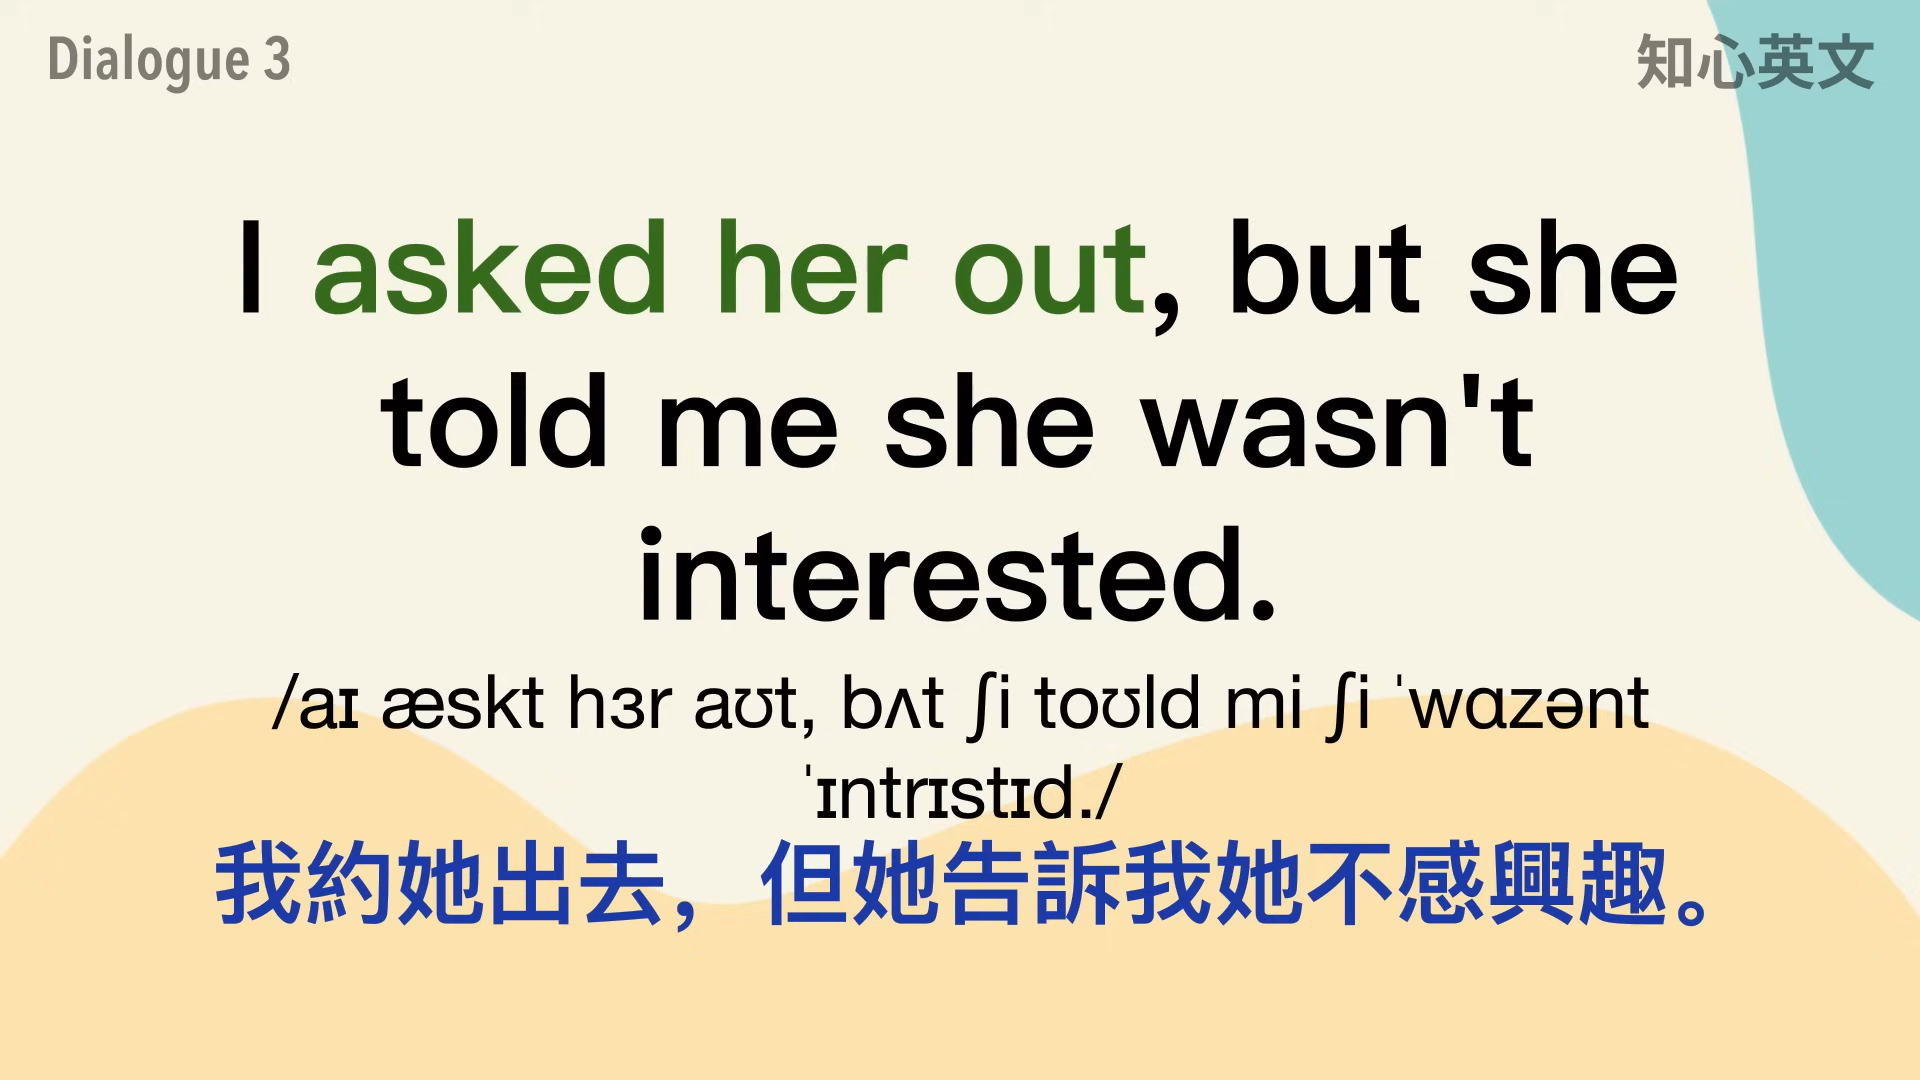 Dialogue 3
知心英文
I asked her out, but she
told me she wasn't
interested.
/aɪ æskt hɜr aʊt, bʌt ʃi toʊld mi ʃi ˈwɑzənt
ˈɪntrɪstɪd./
我約她出去，但她告訴我她不感興趣。